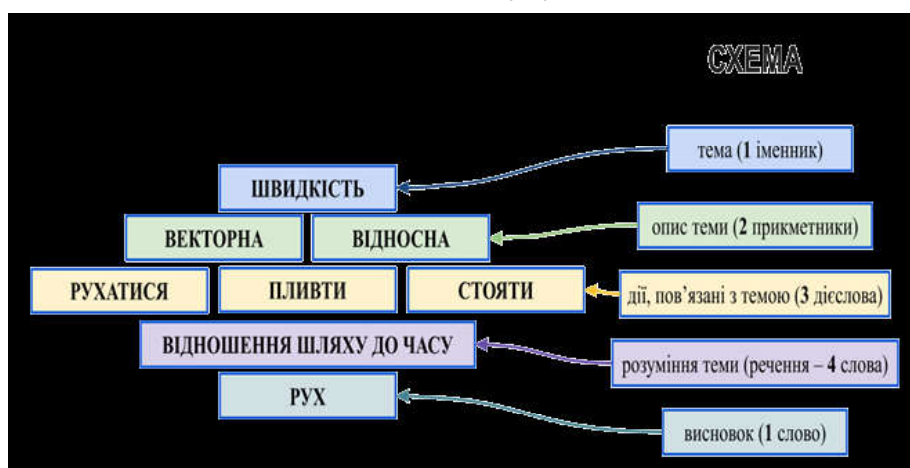 СХЕМА
тема (1 іменник)
ШВИДКІСТЬ
опис теми (2 прикметники)
ВЕКТОРНА ВІДНОСНА
РУХАТИСЯ ПЛИВТИ СТОЯТИ
дії, пов’язані з темою (3 дієслова)
ВІДНОШЕННЯ ШЛЯХУ ДО ЧАСУ
розуміння теми (речення – 4 слова)
РУХ
висновок (1 слово)